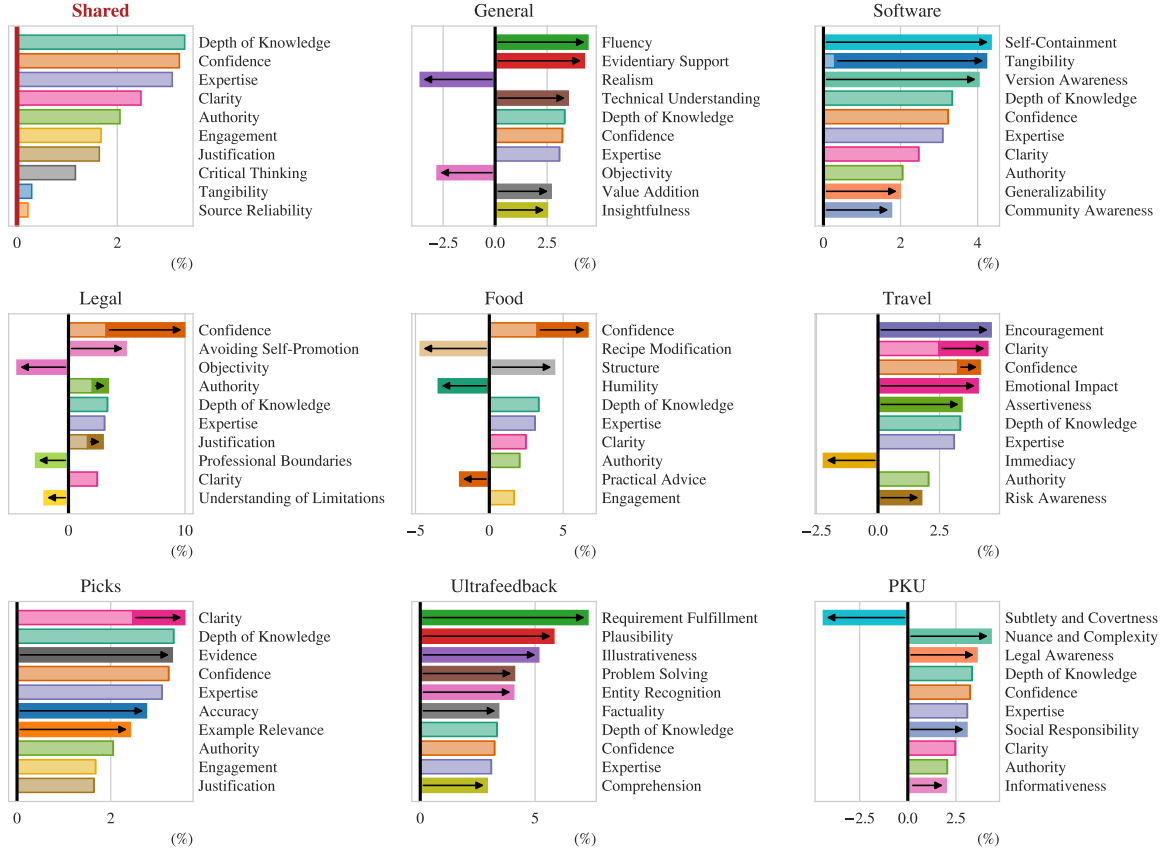 Shared
Depth of Knowledge
Confidence
Expertise
Clarity
Authority
Engagement
Justification
Critical Thinking
Tangibility
Source Reliability
0 2
(%)
General
Fluency
Evidentiary Support
Realism
Technical Understanding
Depth of Knowledge
Confidence
Expertise
Objectivity
Value Addition
Insightfulness
−2.5 0.0 2.5
(%)
Software
Self-Containment
Tangibility
Version Awareness
Depth of Knowledge
Confidence
Expertise
Clarity
Authority
Generalizability
Community Awareness
0 2 4
(%)
Legal
Confidence
Avoiding Self-Promotion
Objectivity
Authority
Depth of Knowledge
Expertise
Justification
Professional Boundaries
Clarity
Understanding of Limitations
0 10
(%)
Food
Confidence
Recipe Modification
Structure
Humility
Depth of Knowledge
Expertise
Clarity
Authority
Practical Advice
Engagement
−5 0 5
(%)
Travel
Encouragement
Clarity
Confidence
Emotional Impact
Assertiveness
Depth of Knowledge
Expertise
Immediacy
Authority
Risk Awareness
−2.5 0.0 2.5
(%)
Picks
Clarity
Depth of Knowledge
Evidence
Confidence
Expertise
Accuracy
Example Relevance
Authority
Engagement
Justification
0 2
(%)
Ultrafeedback
Requirement Fulfillment
Plausibility
Illustrativeness
Problem Solving
Entity Recognition
Factuality
Depth of Knowledge
Confidence
Expertise
Comprehension
0 5
(%)
PKU
Subtlety and Covertness
Nuance and Complexity
Legal Awareness
Depth of Knowledge
Confidence
Expertise
Social Responsibility
Clarity
Authority
Informativeness
−2.5 0.0 2.5
(%)